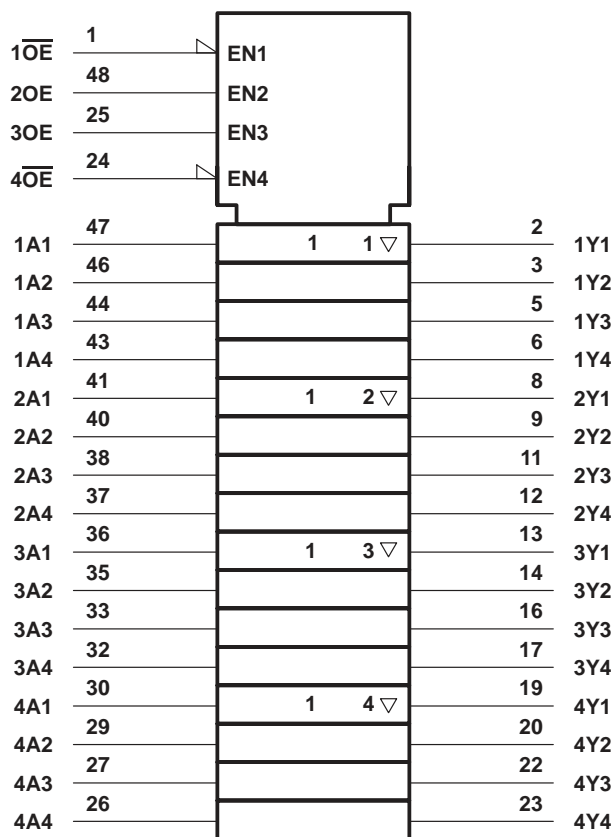 1O̅E̅ 1 EN1
2OE 48 EN2
3OE 25 EN3
4O̅E̅ 24 EN4
1A1 47 1 1 ▽ 2 1Y1
1A2 46 3 1Y2
1A3 44 5 1Y3
1A4 43 6 1Y4
2A1 41 1 2 ▽ 8 2Y1
2A2 40 9 2Y2
2A3 38 11 2Y3
2A4 37 12 2Y4
3A1 36 1 3 ▽ 13 3Y1
3A2 35 14 3Y2
3A3 33 16 3Y3
3A4 32 17 3Y4
4A1 30 1 4 ▽ 19 4Y1
4A2 29 20 4Y2
4A3 27 22 4Y3
4A4 26 23 4Y4